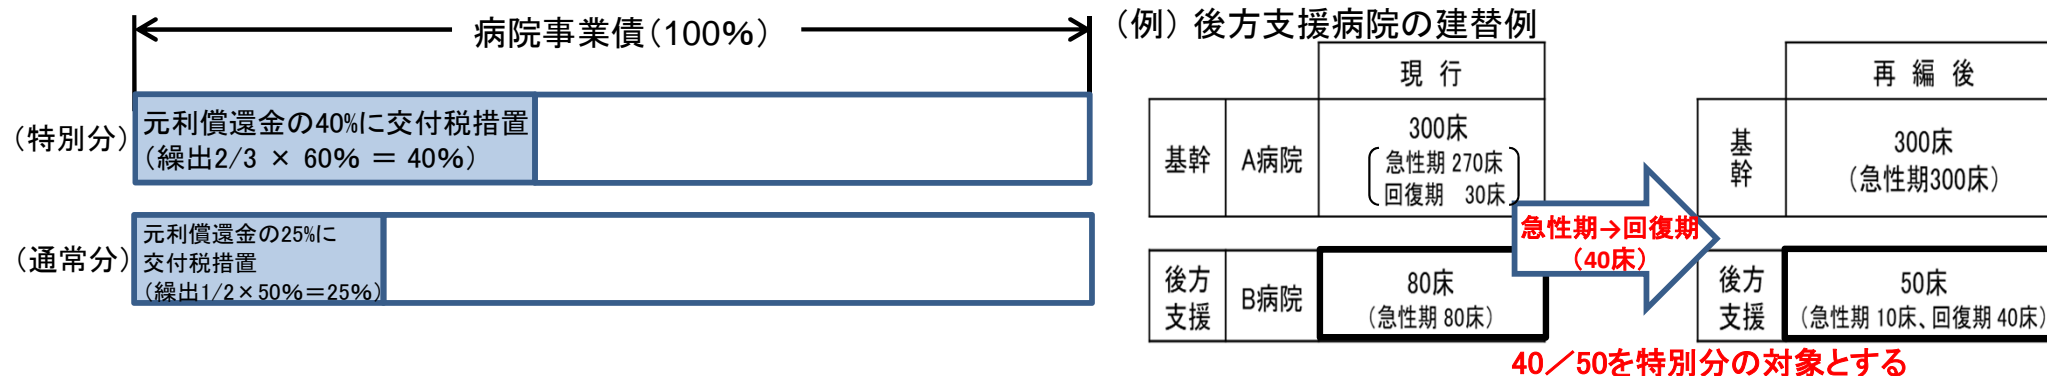 病院事業債（100％）
（特別分）
元利償還金の40%に交付税措置
（繰出2/3 × 60％ ＝ 40％）
（通常分）
元利償還金の25%に
交付税措置
（繰出1/2×50％＝25％）
（例）後方支援病院の建替例
現 行
基幹
A病院
300床
急性期 270床
回復期 30床
後方
支援
B病院
80床
（急性期 80床）
急性期→回復期
（40床）
再 編 後
基
幹
300床
（急性期300床）
後方
支援
50床
（急性期 10床、回復期 40床）
40／50を特別分の対象とする